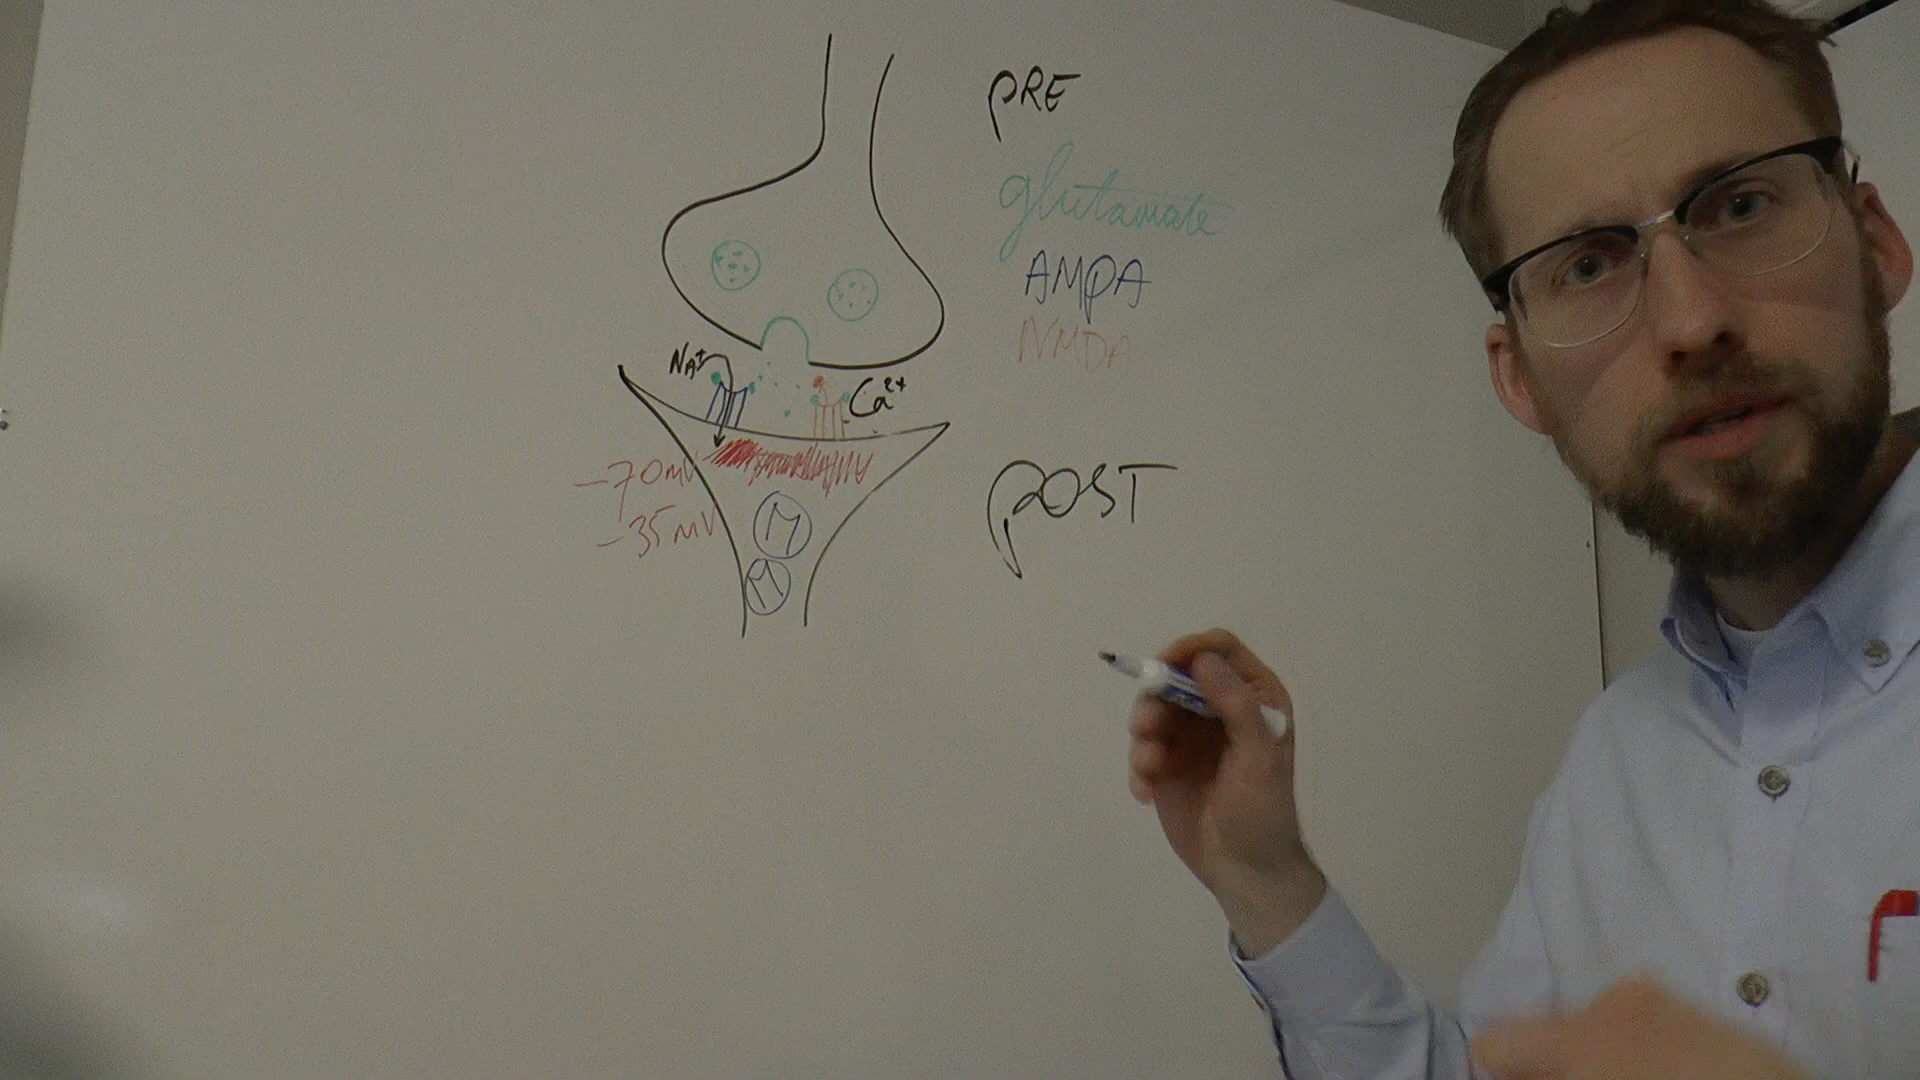 PRE
glutamate
AMPA
NMDA
NA+
Ca2+
-70mV
-35mV
POST
M
M